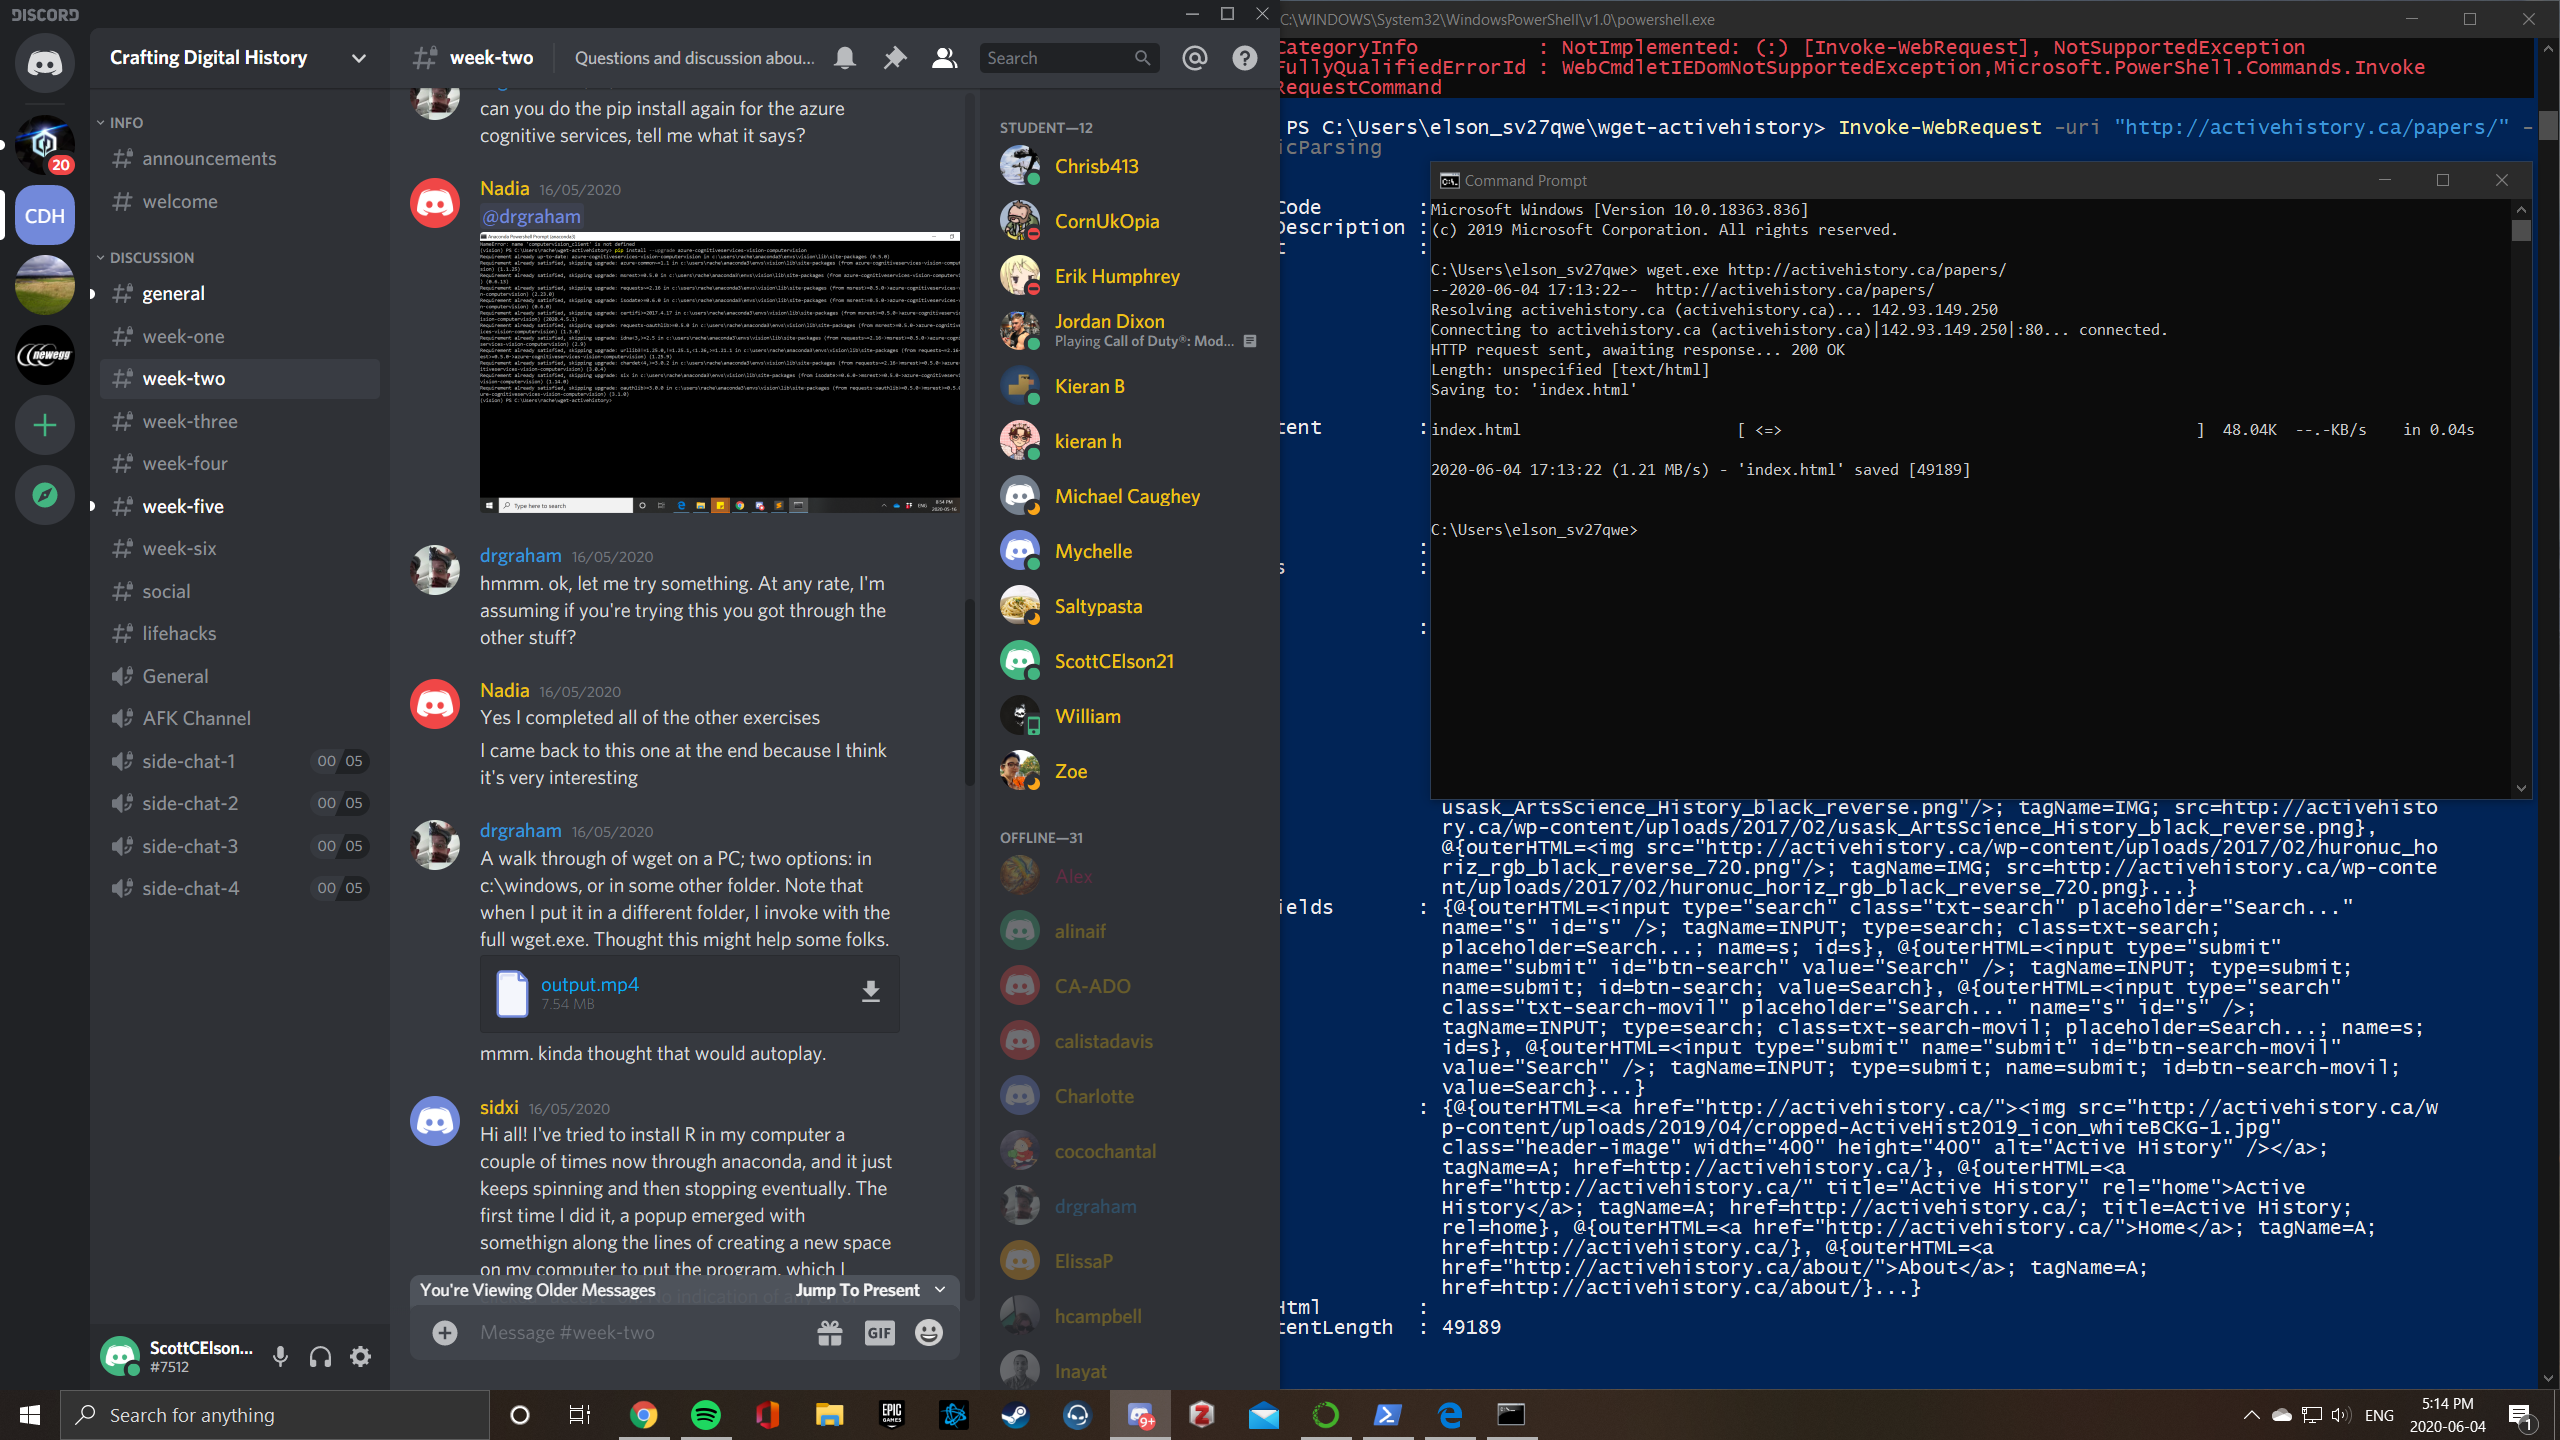 DISCORD
Crafting Digital History
INFO
announcements
welcome
DISCUSSION
general
week-one
week-two
week-three
week-four
week-five
week-six
social
lifehacks
General
AFK Channel
side-chat-1 00 05
side-chat-2 00 05
side-chat-3 00 05
side-chat-4 00 05
20
CDH
newegg
ScottCElson...
#7512
week-two
Questions and discussion abou...
Search
can you do the pip install again for the azure
cognitive services, tell me what it says?
Nadia 16/05/2020
@drgraham
drgraham 16/05/2020
hmmm. ok, let me try something. At any rate, I'm
assuming if you're trying this you got through the
other stuff?
Nadia 16/05/2020
Yes I completed all of the other exercises
I came back to this one at the end because I think
it's very interesting
drgraham 16/05/2020
A walk through of wget on a PC; two options: in
c:\windows, or in some other folder. Note that
when I put it in a different folder, I invoke with the
full wget.exe. Thought this might help some folks.
output.mp4
7.54 MB
mmm. kinda thought that would autoplay.
sidxi 16/05/2020
Hi all! I've tried to install R in my computer a
couple of times now through anaconda, and it just
keeps spinning and then stopping eventually. The
first time I did it, a popup emerged with
somethign along the lines of creating a new space
on my computer to put the program, which I
You're Viewing Older Messages
Jump To Present
Message #week-two
GIF
STUDENT—12
Chrisb413
CornUkOpia
Erik Humphrey
Jordan Dixon
Playing Call of Duty®: Mod...
Kieran B
kieran h
Michael Caughey
Mychelle
Saltypasta
ScottCElson21
William
Zoe
OFFLINE—31
Alex
alinaif
CA-ADO
calistadavis
Charlotte
cocochantal
drgraham
ElissaP
hcampbell
Inayat
C:\WINDOWS\System32\WindowsPowerShell\v1.0\powershell.exe
CategoryInfo : NotImplemented: (:) [Invoke-WebRequest], NotSupportedException
FullyQualifiedErrorId : WebCmdletIEDomNotSupportedException,Microsoft.PowerShell.Commands.Invoke
RequestCommand
PS C:\Users\elson_sv27qwe\wget-activehistory> Invoke-WebRequest -uri "http://activehistory.ca/papers/" -
icParsing
Code :
Description :
t :
tent :
:
s :
:
Command Prompt
Microsoft Windows [Version 10.0.18363.836]
(c) 2019 Microsoft Corporation. All rights reserved.
C:\Users\elson_sv27qwe> wget.exe http://activehistory.ca/papers/
--2020-06-04 17:13:22-- http://activehistory.ca/papers/
Resolving activehistory.ca (activehistory.ca)... 142.93.149.250
Connecting to activehistory.ca (activehistory.ca)|142.93.149.250|:80... connected.
HTTP request sent, awaiting response... 200 OK
Length: unspecified [text/html]
Saving to: 'index.html'
index.html [ <=> ] 48.04K --.-KB/s in 0.04s
2020-06-04 17:13:22 (1.21 MB/s) - 'index.html' saved [49189]
C:\Users\elson_sv27qwe>
usask_ArtsScience_History_black_reverse.png"/>; tagName=IMG; src=http://activehisto
ry.ca/wp-content/uploads/2017/02/usask_ArtsScience_History_black_reverse.png},
@{outerHTML=<img src="http://activehistory.ca/wp-content/uploads/2017/02/huronuc_ho
riz_rgb_black_reverse_720.png"/>; tagName=IMG; src=http://activehistory.ca/wp-conte
nt/uploads/2017/02/huronuc_horiz_rgb_black_reverse_720.png}...}
ields : {@{outerHTML=<input type="search" class="txt-search" placeholder="Search..."
name="s" id="s" />; tagName=INPUT; type=search; class=txt-search;
placeholder=Search...; name=s; id=s}, @{outerHTML=<input type="submit"
name="submit" id="btn-search" value="Search" />; tagName=INPUT; type=submit;
name=submit; id=btn-search; value=Search}, @{outerHTML=<input type="search"
class="txt-search-movil" placeholder="Search..." name="s" id="s" />;
tagName=INPUT; type=search; class=txt-search-movil; placeholder=Search...; name=s;
id=s}, @{outerHTML=<input type="submit" name="submit" id="btn-search-movil"
value="Search" />; tagName=INPUT; type=submit; name=submit; id=btn-search-movil;
value=Search}...}
: {@{outerHTML=<a href="http://activehistory.ca/"><img src="http://activehistory.ca/w
p-content/uploads/2019/04/cropped-ActiveHist2019_icon_whiteBCKG-1.jpg"
class="header-image" width="400" height="400" alt="Active History" /></a>;
tagName=A; href=http://activehistory.ca/}, @{outerHTML=<a
href="http://activehistory.ca/" title="Active History" rel="home">Active
History</a>; tagName=A; href=http://activehistory.ca/; title=Active History;
rel=home}, @{outerHTML=<a href="http://activehistory.ca/">Home</a>; tagName=A;
href=http://activehistory.ca/}, @{outerHTML=<a
href="http://activehistory.ca/about/">About</a>; tagName=A;
href=http://activehistory.ca/about/}...}
Html :
tentLength : 49189
Search for anything
EPIC GAMES
9+
ENG
5:14 PM
2020-06-04
1